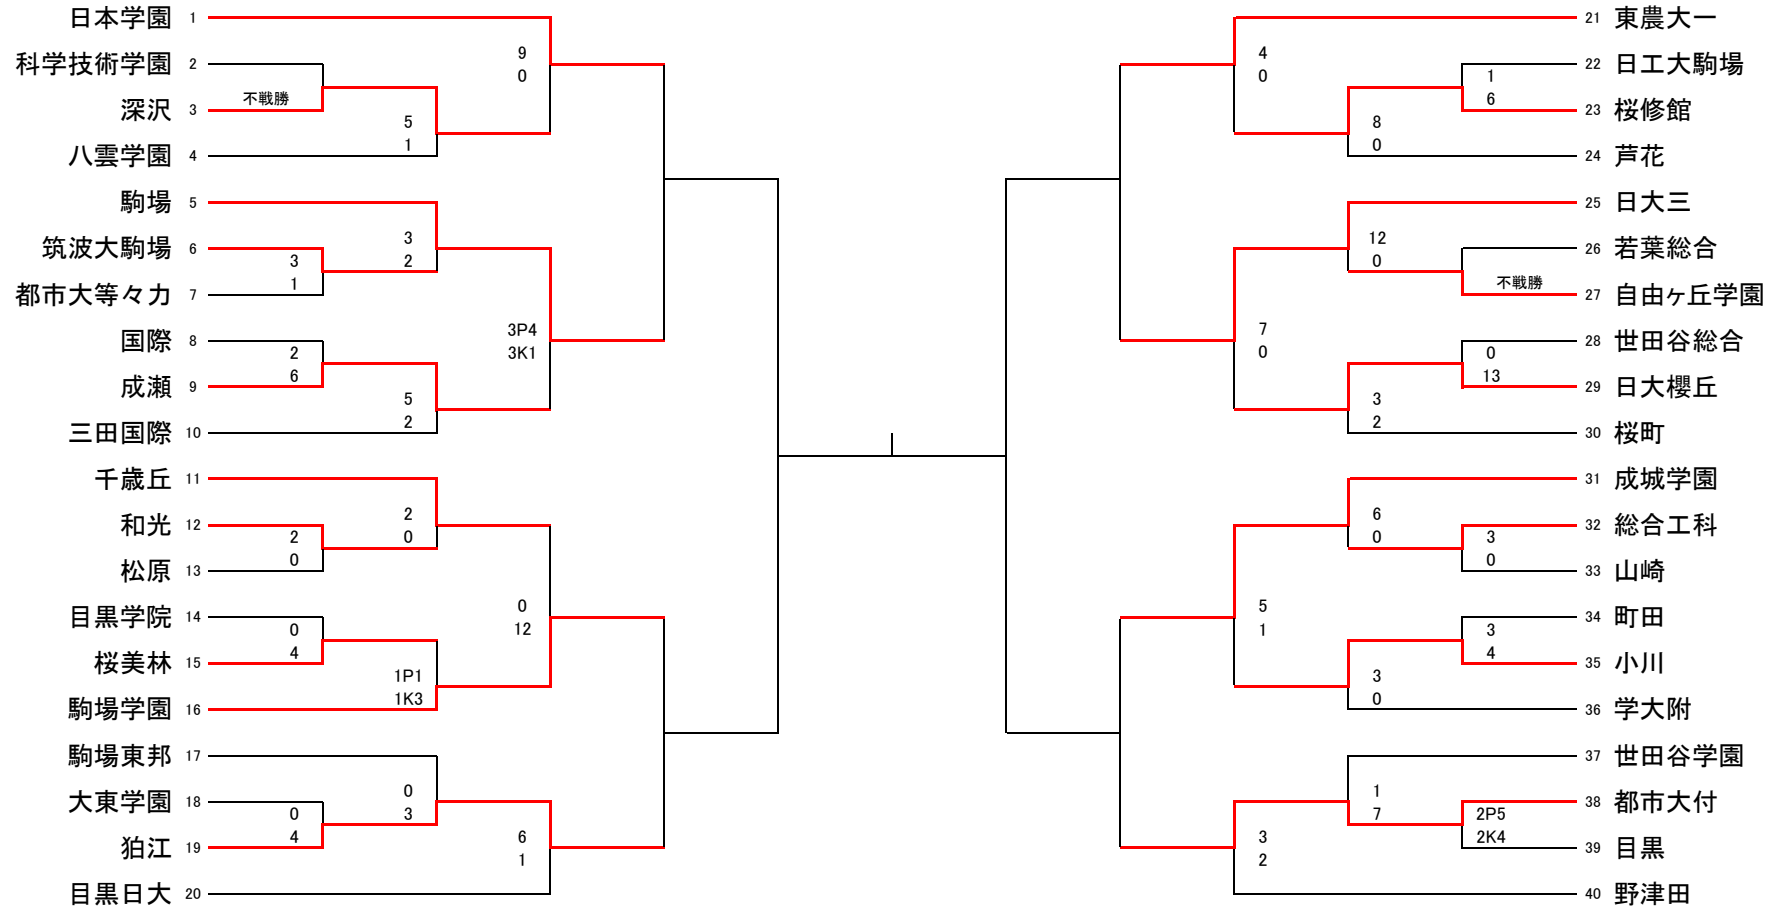 日本学園 1
9
0
科学技術学園 2
不戦勝
深沢 3
5
1
八雲学園 4
駒場 5
3
2
筑波大駒場 6
3
1
都市大等々力 7
3P4
3K1
国際 8
2
6
成瀬 9
5
2
三田国際 10
千歳丘 11
2
0
和光 12
2
0
松原 13
0
12
目黒学院 14
0
4
桜美林 15
1P1
1K3
駒場学園 16
駒場東邦 17
0
3
大東学園 18
0
4
狛江 19
6
1
目黒日大 20
21 東農大一
4
0
22 日工大駒場
1
6
23 桜修館
8
0
24 芦花
25 日大三
12
0
26 若葉総合
不戦勝
27 自由ヶ丘学園
7
0
28 世田谷総合
0
13
29 日大櫻丘
3
2
30 桜町
31 成城学園
6
0
32 総合工科
3
0
33 山崎
5
1
34 町田
3
4
35 小川
3
0
36 学大附
37 世田谷学園
1
7
38 都市大付
2P5
2K4
39 目黒
3
2
40 野津田